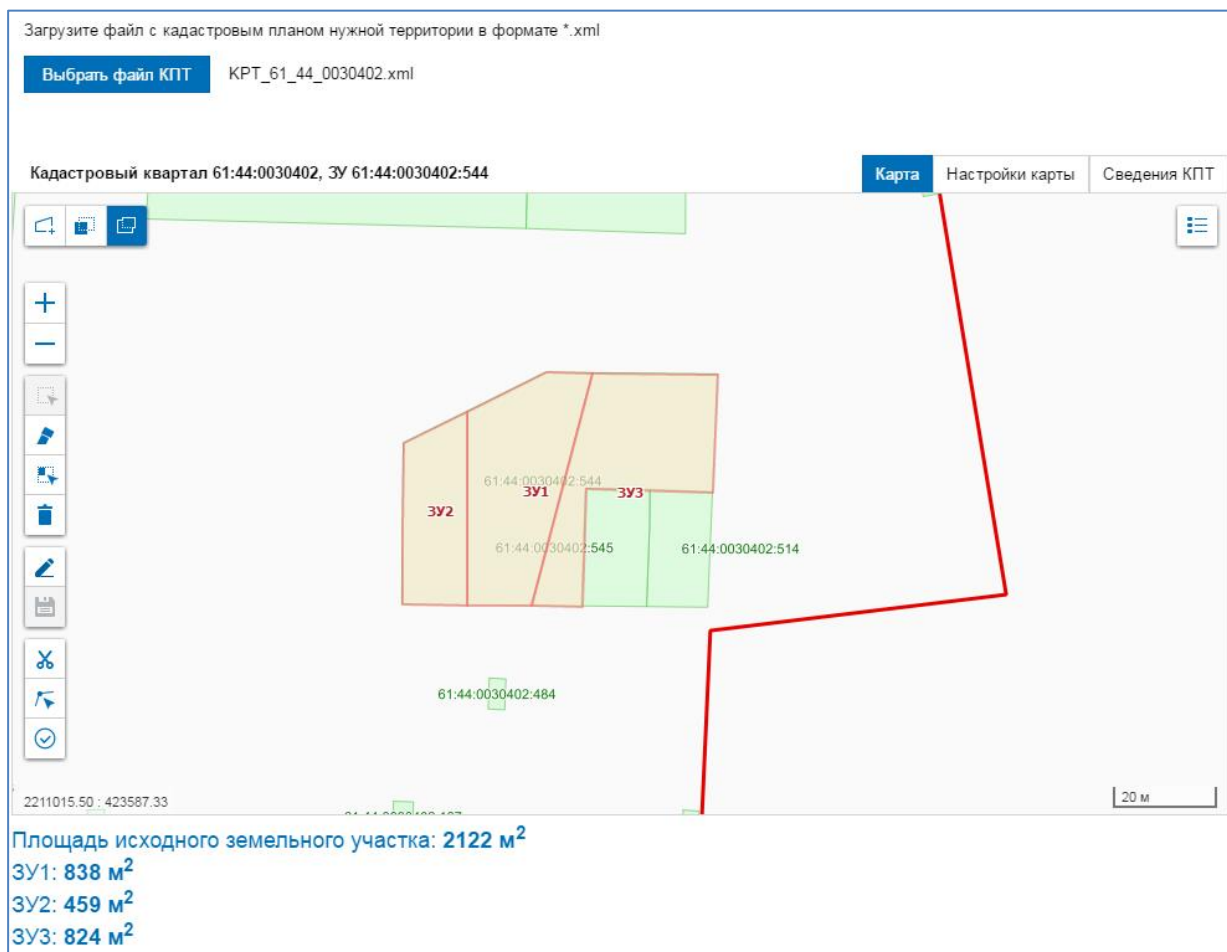 Загрузите файл с кадастровым планом нужной территории в формате *.xml
Выбрать файл КПТ KPT_61_44_0030402.xml
Кадастровый квартал 61:44:0030402, ЗУ 61:44:0030402:544
Карта Настройки карты Сведения КПТ
61:44:0030402:544
ЗУ1 ЗУ3
ЗУ2
61:44:0030402:545 61:44:0030402:514
61:44:0030402:484
2211015.50 : 423587.33
20 м
Площадь исходного земельного участка: 2122 м²
ЗУ1: 838 м²
ЗУ2: 459 м²
ЗУ3: 824 м²